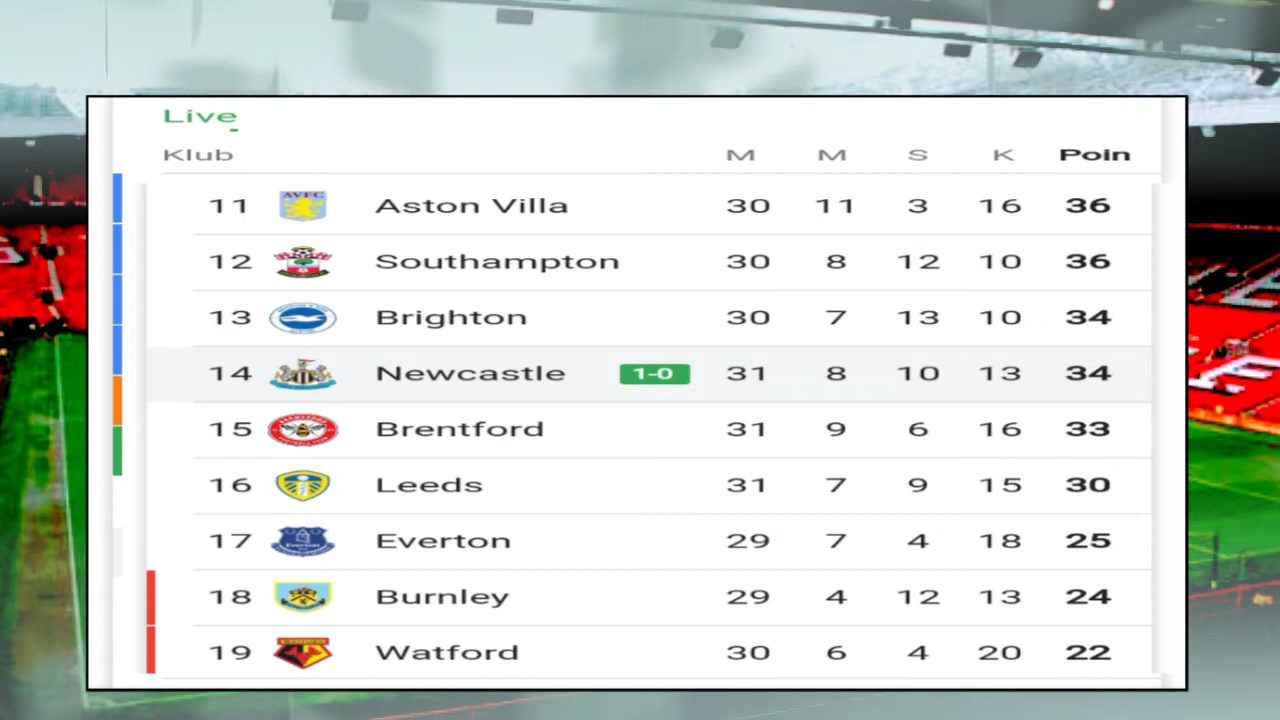 Live
Klub M M S K Poin
11 AVFC Aston Villa 30 11 3 16 36
12 Southampton 30 8 12 10 36
13 Brighton 30 7 13 10 34
14 Newcastle 1-0 31 8 10 13 34
15 Brentford 31 9 6 16 33
16 Leeds 31 7 9 15 30
17 Everton Everton 29 7 4 18 25
18 Burnley 29 4 12 13 24
19 Watford 30 6 4 20 22